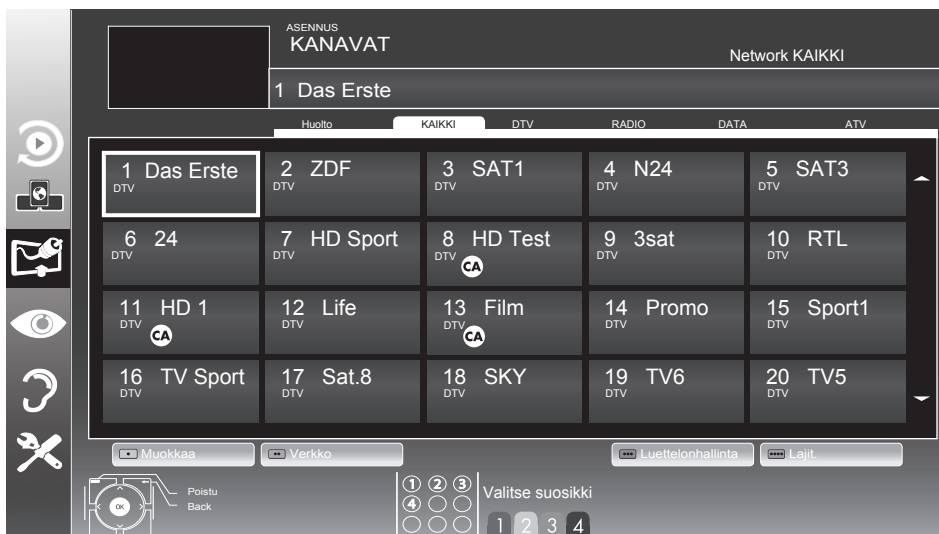 ASENNUS
KANAVAT
Network KAIKKI
1 Das Erste
Huolto KAIKKI DTV RADIO DATA ATV
1 Das Erste 2 ZDF 3 SAT1 4 N24 5 SAT3
DTV DTV DTV DTV DTV
6 24 7 HD Sport 8 HD Test 9 3sat 10 RTL
DTV DTV DTV DTV DTV
CA
11 HD 1 12 Life 13 Film 14 Promo 15 Sport1
DTV DTV DTV DTV DTV
CA CA
16 TV Sport 17 Sat.8 18 SKY 19 TV6 20 TV5
DTV DTV DTV DTV DTV
Muokkaa Verkko Luettelonhallinta Lajit.
Poistu
Back
OK
1 2 3
4
Valitse suosikki
1 2 3 4